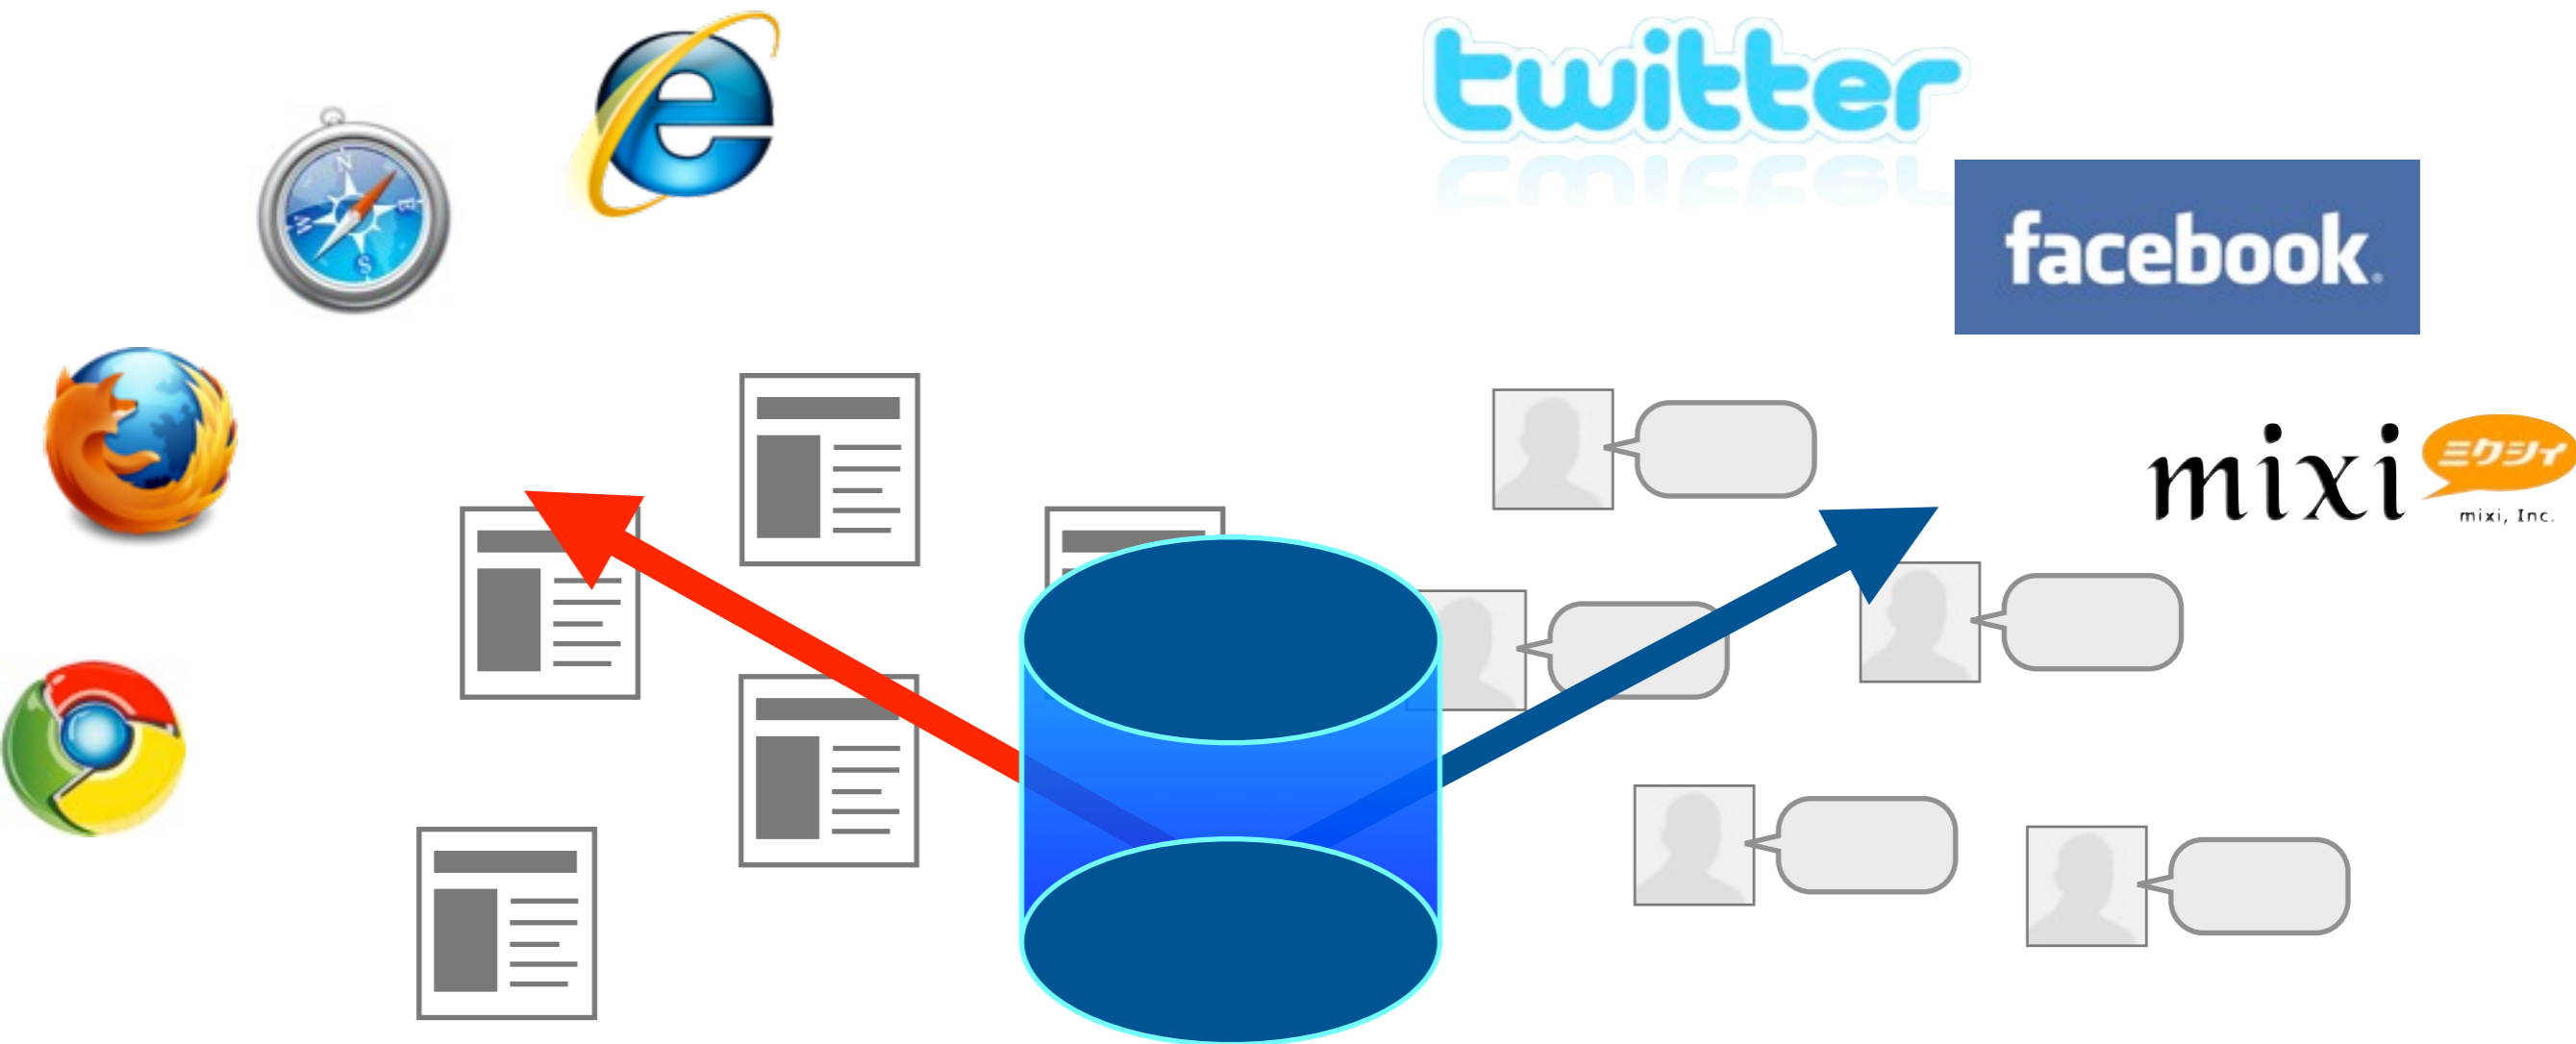 twitter
facebook
mixi
ミクシィ
mixi, Inc.
N
E
S
W